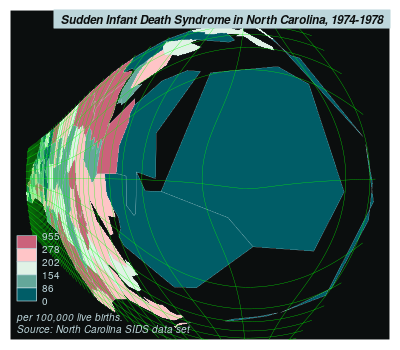 Sudden Infant Death Syndrome in North Carolina, 1974-1978
955
278
202
154
86
0
per 100,000 live births.
Source: North Carolina SIDS data set